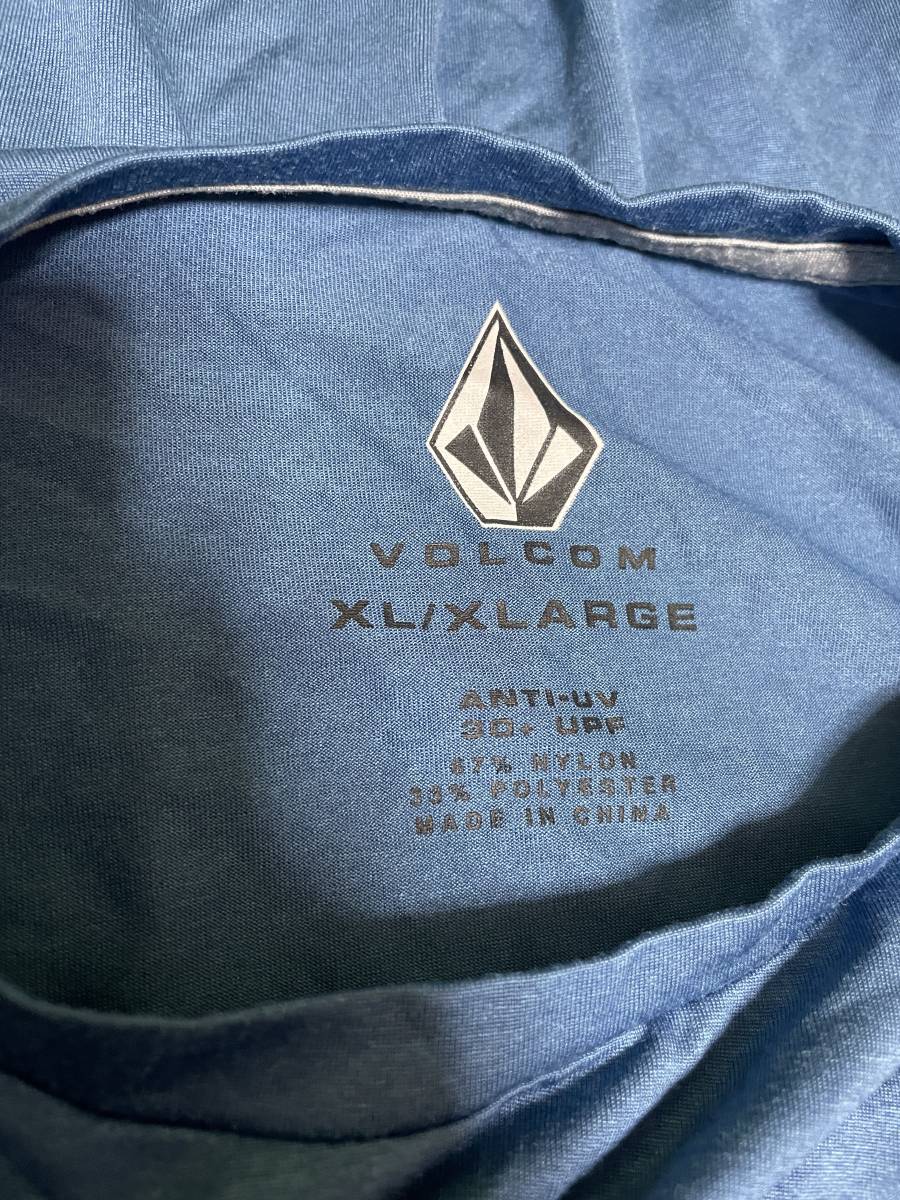 VOLCOM
XL/XLARGE
ANTI-UV
30+ UPF
67% NYLON
33% POLYESTER
MADE IN CHINA